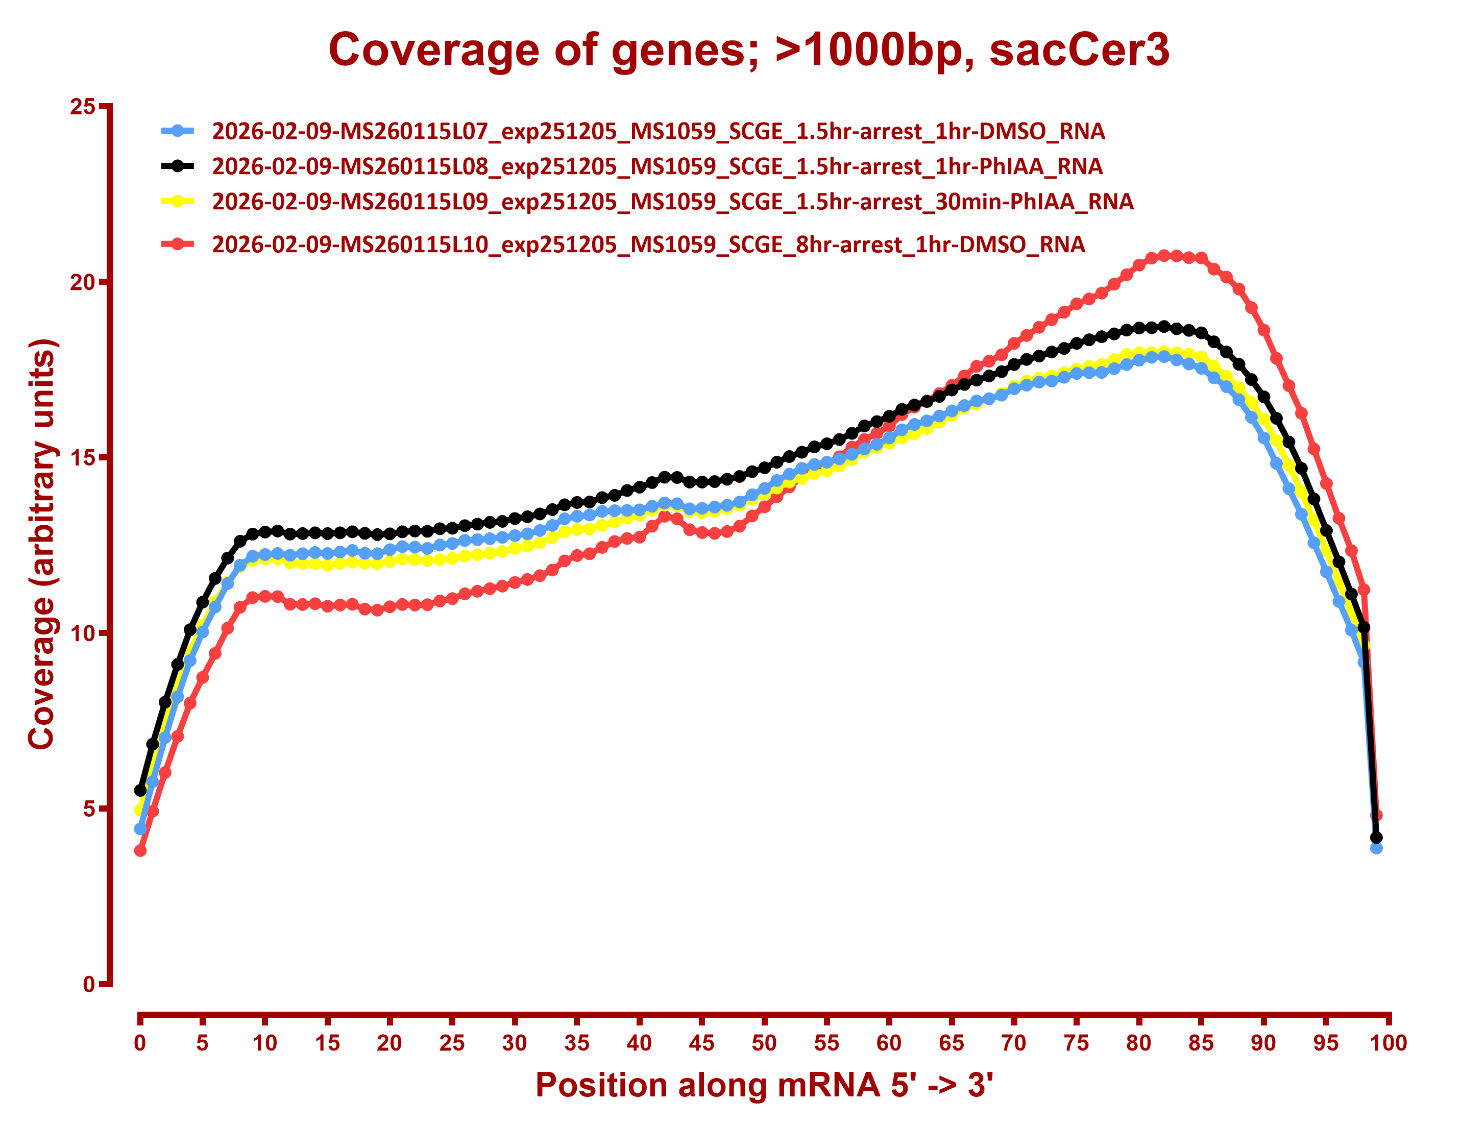 Coverage of genes; >1000bp, sacCer3
25
2026-02-09-MS260115L07_exp251205_MS1059_SCGE_1.5hr-arrest_1hr-DMSO_RNA
2026-02-09-MS260115L08_exp251205_MS1059_SCGE_1.5hr-arrest_1hr-PhIAA_RNA
2026-02-09-MS260115L09_exp251205_MS1059_SCGE_1.5hr-arrest_30min-PhIAA_RNA
2026-02-09-MS260115L10_exp251205_MS1059_SCGE_8hr-arrest_1hr-DMSO_RNA
20
15
10
5
0
Coverage (arbitrary units)
0 5 10 15 20 25 30 35 40 45 50 55 60 65 70 75 80 85 90 95 100
Position along mRNA 5' -> 3'